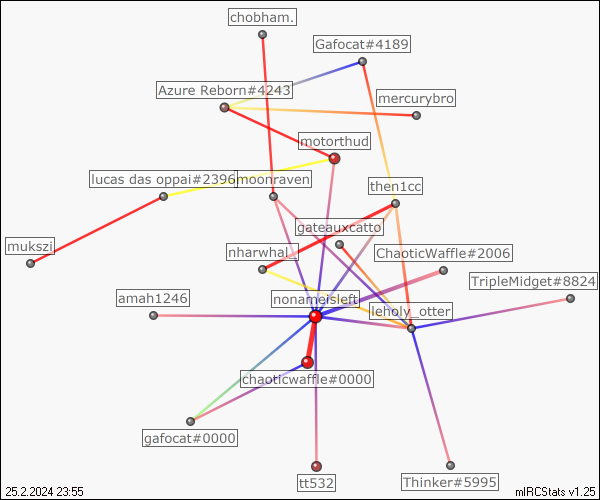 chobham.
Gafocat#4189
Azure Reborn#4243
mercurybro
motorthud
lucas das oppai#2396
moonraven
then1cc
gateauxcatto
mukszi
nharwhal_
ChaoticWaffle#2006
TripleMidget#8824
amah1246
nonameisleft
leholy_otter
chaoticwaffle#0000
gafocat#0000
tt532
Thinker#5995
25.2.2024 23:55
mIRCStats v1.25